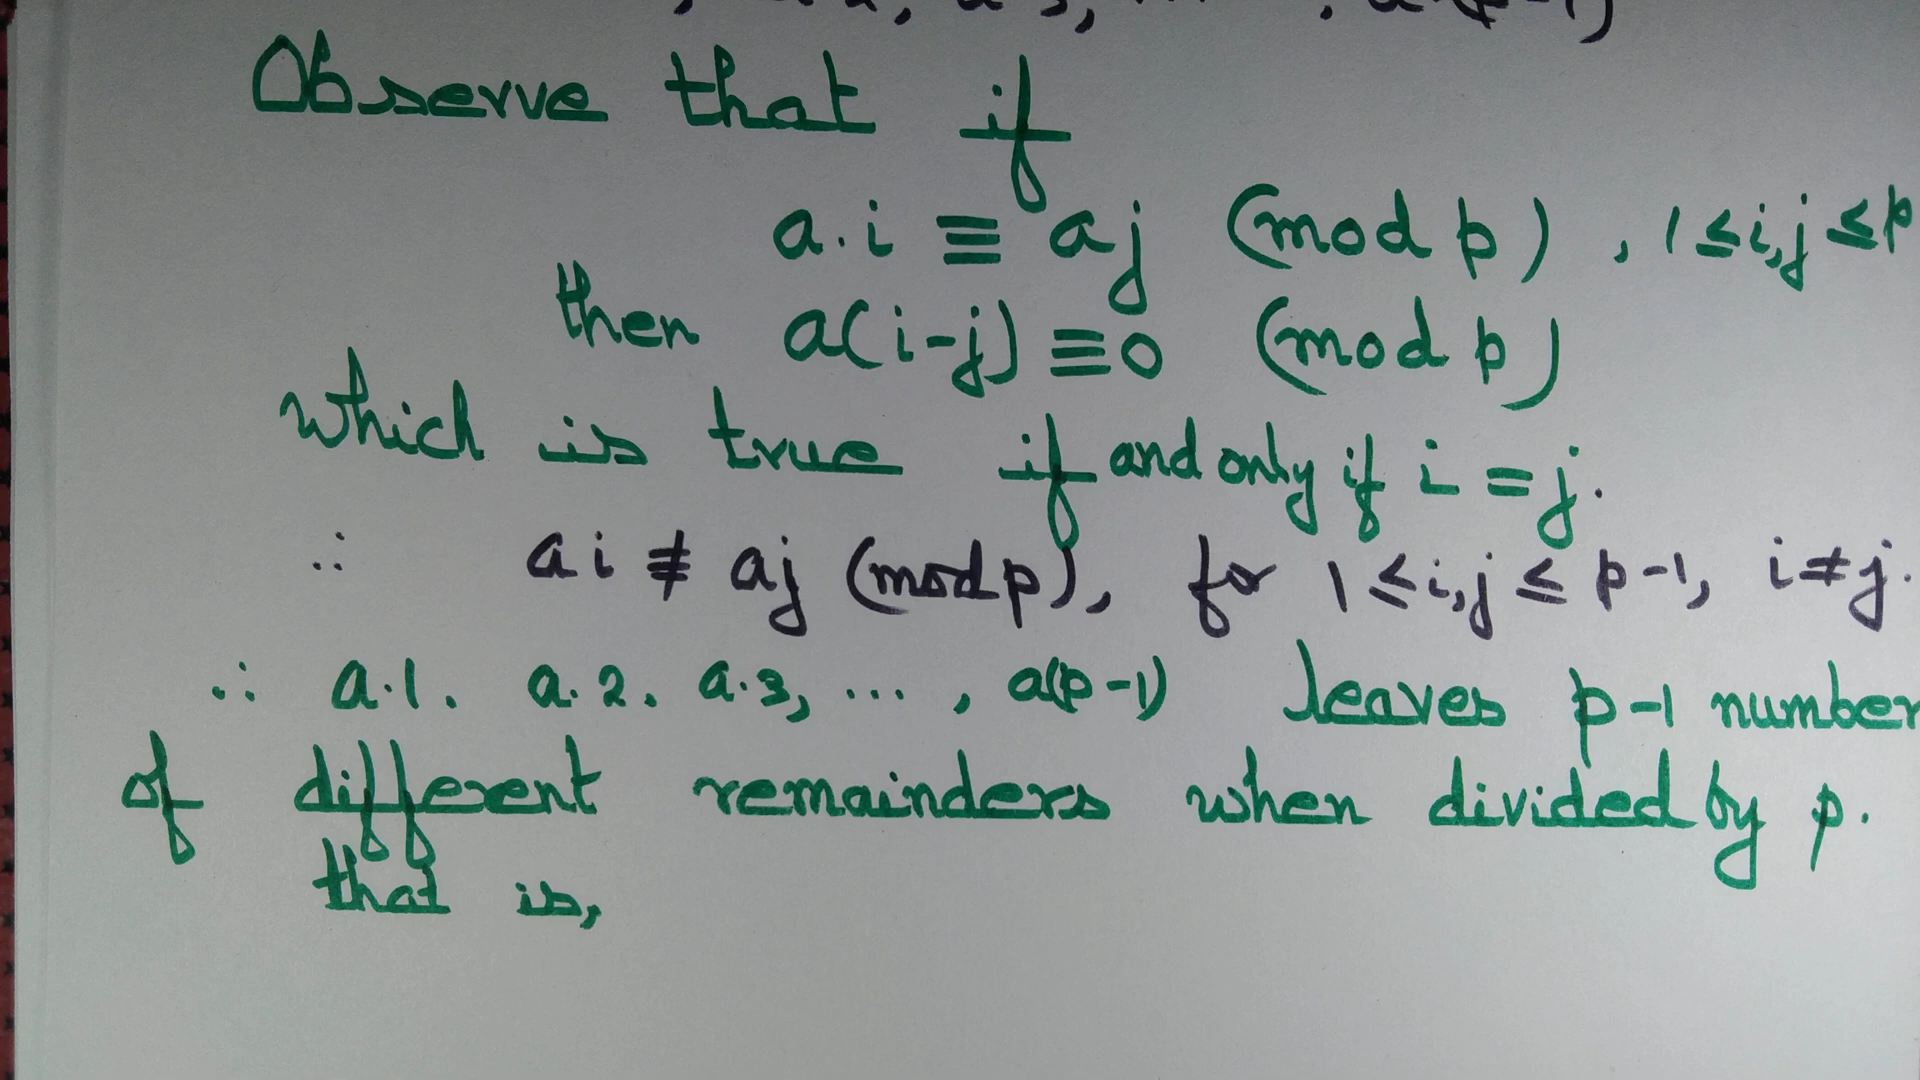 Observe that if
a.i ≡ aj (mod p) , 1≤i,j ≤p
then a(i-j) ≡0 (mod p)
which is true if and only if i = j.
∴ ai ≢ aj (mod p), for 1≤i,j≤ p-1, i≠j.
∴ a.1. a.2. a.3, ... , a(p-1) leaves p-1 number
of different remainders when divided by p.
that is,